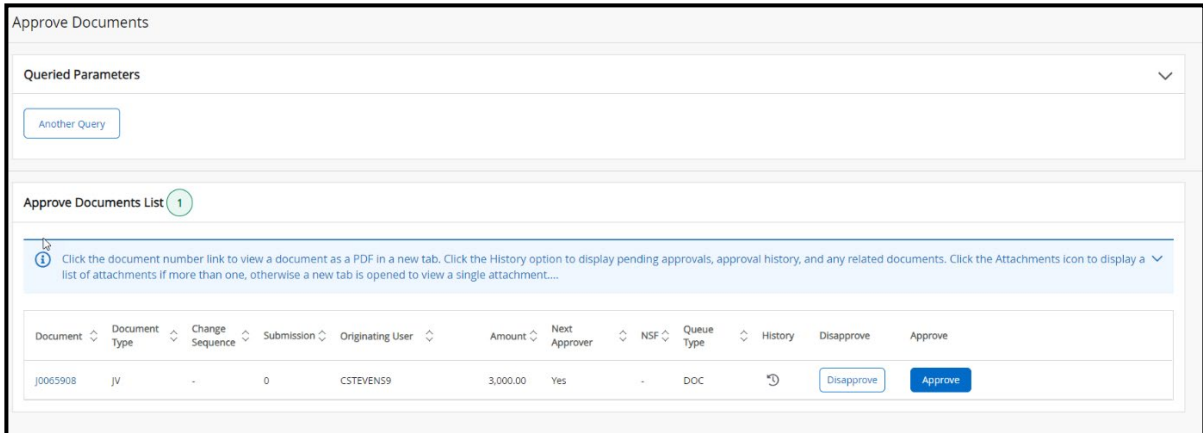 Approve Documents
Queried Parameters
Another Query
Approve Documents List 1
Click the document number link to view a document as a PDF in a new tab. Click the History option to display pending approvals, approval history, and any related documents. Click the Attachments icon to display a
list of attachments if more than one, otherwise a new tab is opened to view a single attachment....
Document Document Type Change Sequence Submission Originating User Amount Next Approver NSF Queue Type History Disapprove Approve
J0065908 JV - 0 CSTEVENS9 3,000.00 Yes - DOC Disapprove Approve